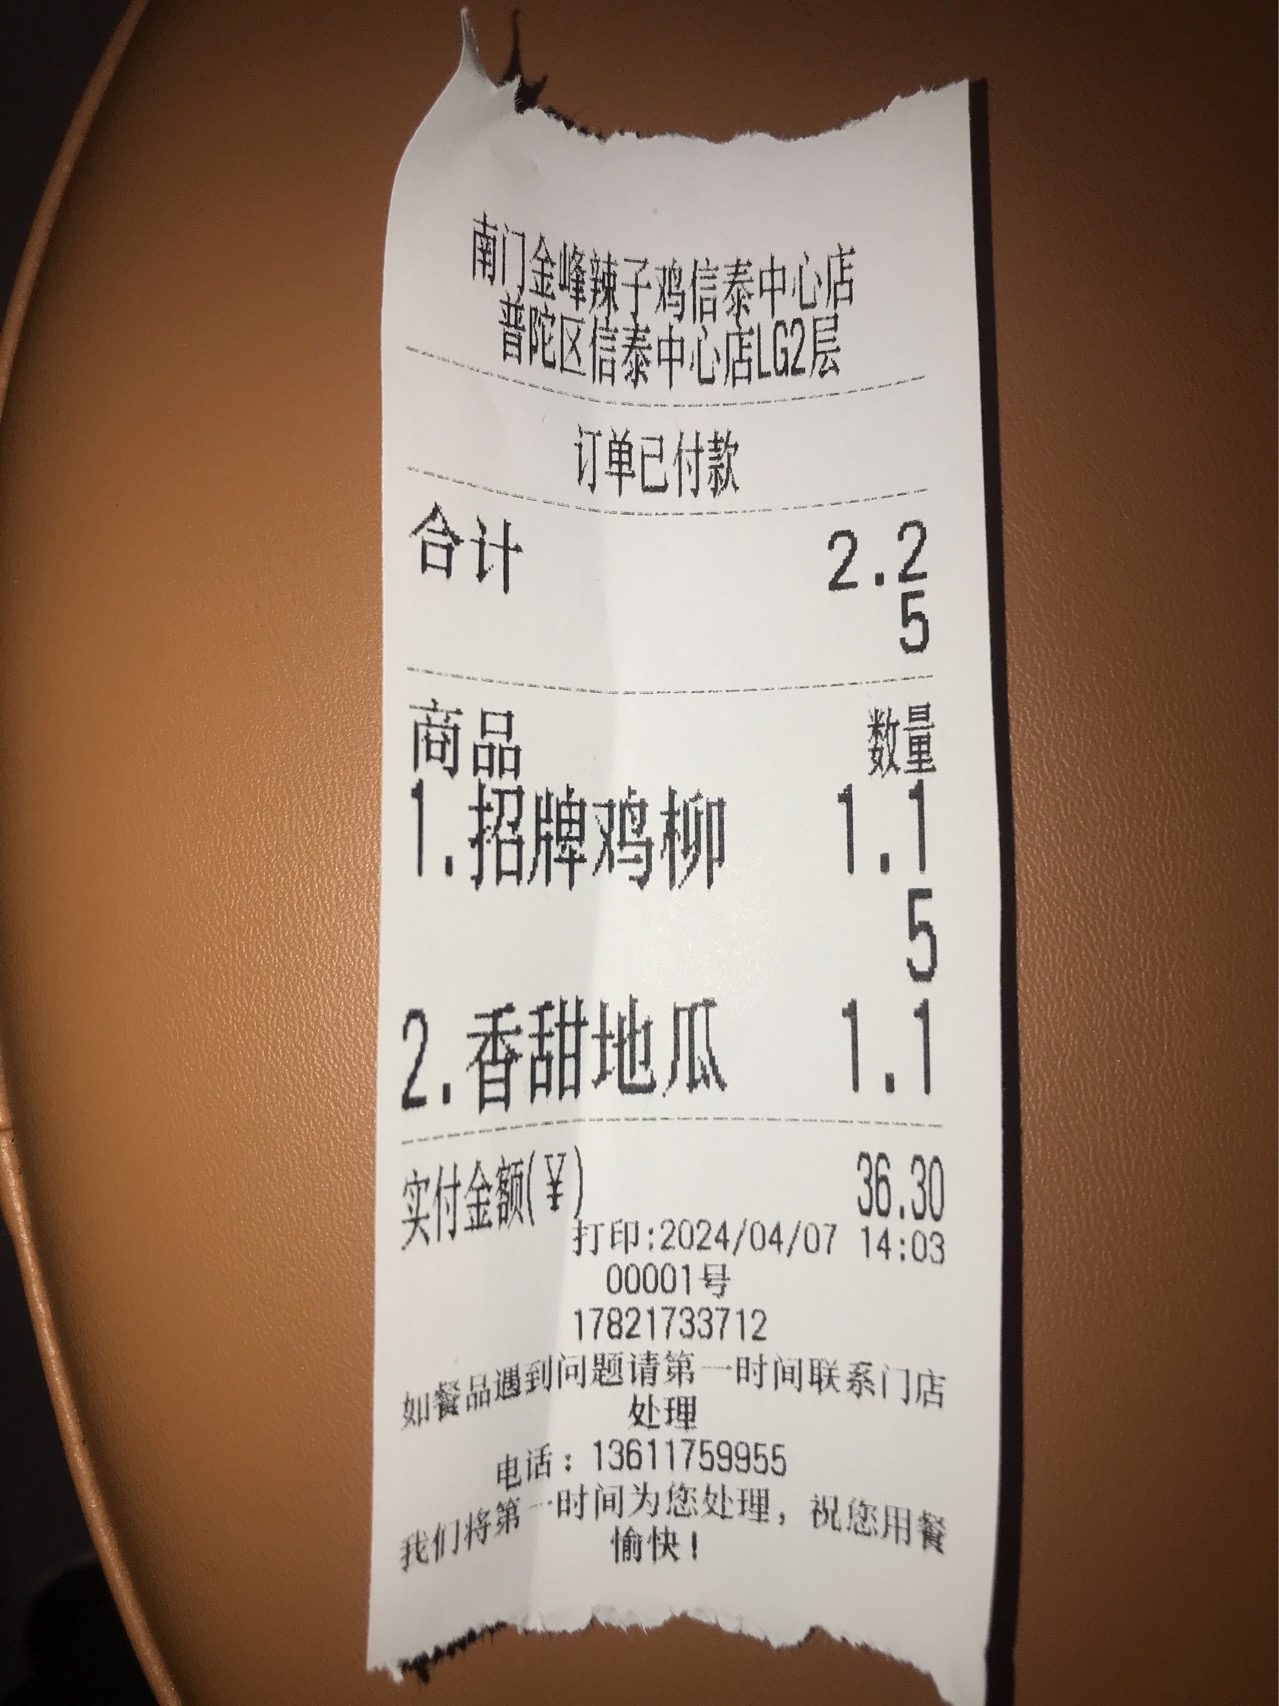 南门金峰辣子鸡信泰中心店
普陀区信泰中心店LG2层
订单已付款
合计 2.2
5
商品 数量
1.招牌鸡柳 1.1
5
2.香甜地瓜 1.1
实付金额(¥) 36.30
打印:2024/04/07 14:03
00001号
17821733712
如餐品遇到问题请第一时间联系门店
处理
电话：13611759955
我们将第一时间为您处理，祝您用餐
愉快！